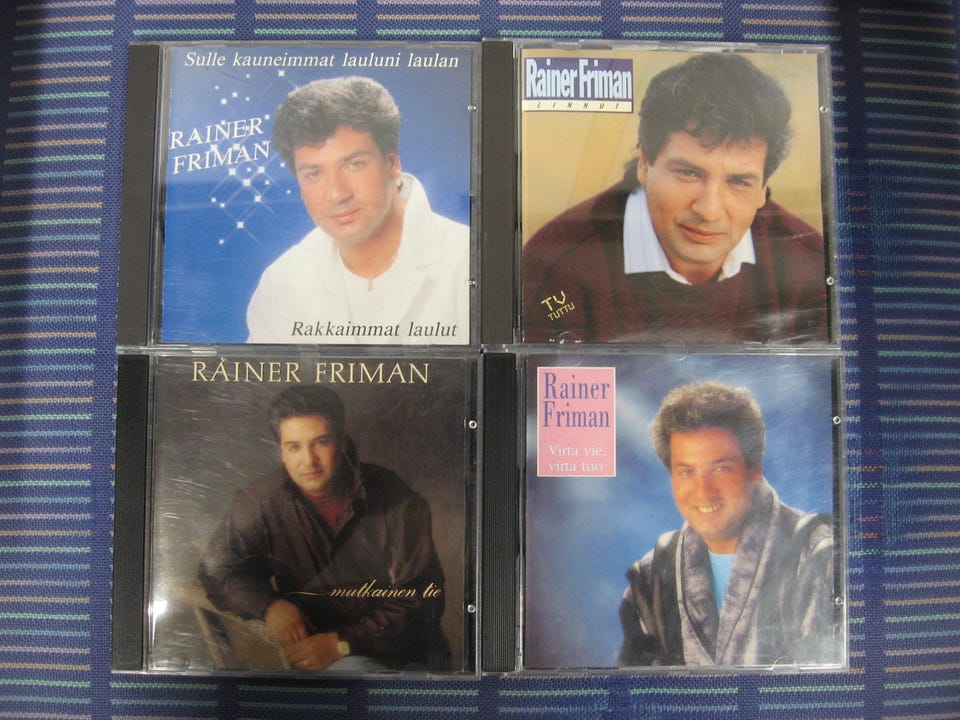 Sulle kauneimmat lauluni laulan
RAINER
FRIMAN
Rakkaimmat laulut
Rainer Friman
LINNUT
TV
TUTTU
RAINER FRIMAN
mutkainen tie
Rainer
Friman
Virta vie,
virta tuo